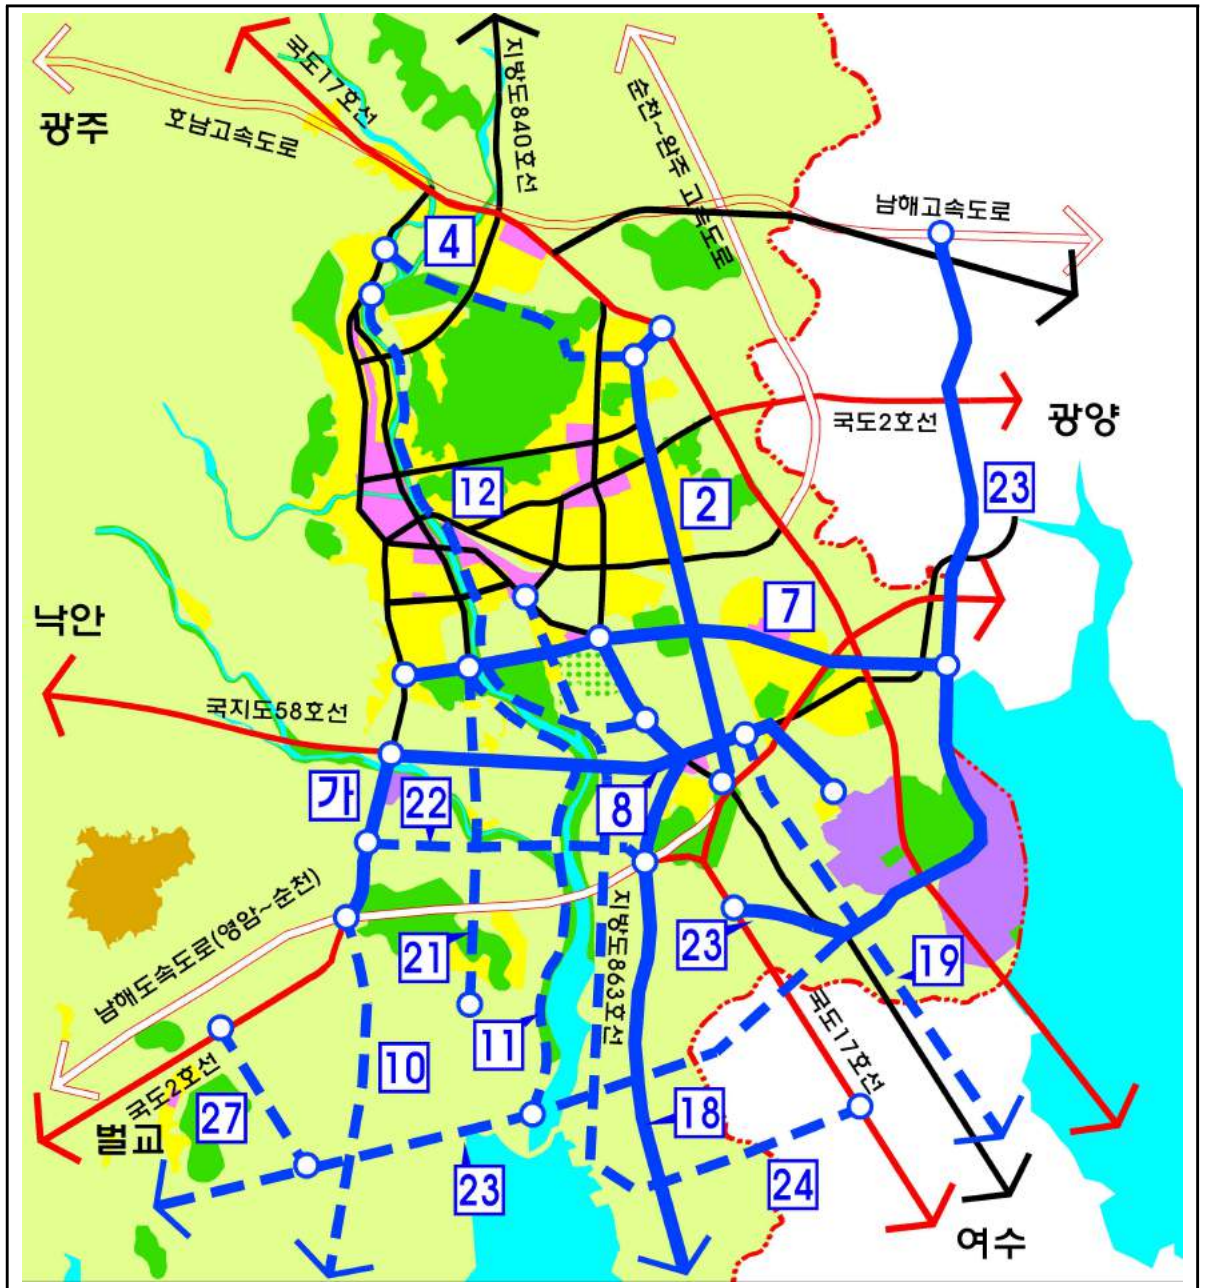 국도17호선
지방도840호선
순천~완주 고속도로
광주
호남고속도로
남해고속도로
4
국도2호선
광양
12
2
23
7
낙안
국지도58호선
가
22
8
남해도속도로(영암~순천)
21
23
19
지방도863호선
국도17호선
11
10
국도2호선
27
벌교
18
23
24
여수